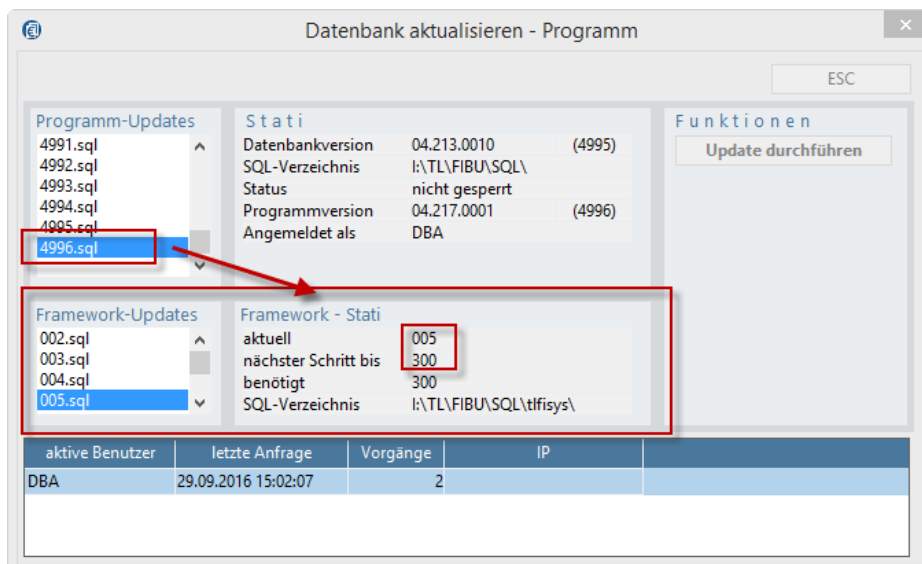 Datenbank aktualisieren - Programm
ESC
Programm-Updates
4991.sql
4992.sql
4993.sql
4994.sql
4995.sql
4996.sql
Stati
Datenbankversion 04.213.0010 (4995)
SQL-Verzeichnis I:\TL\FIBU\SQL\
Status nicht gesperrt
Programmversion 04.217.0001 (4996)
Angemeldet als DBA
Funktionen
Update durchführen
Framework-Updates
002.sql
003.sql
004.sql
005.sql
Framework - Stati
aktuell 005
nächster Schritt bis 300
benötigt 300
SQL-Verzeichnis I:\TL\FIBU\SQL\tlfisys\
aktive Benutzer letzte Anfrage Vorgänge IP
DBA 29.09.2016 15:02:07 2